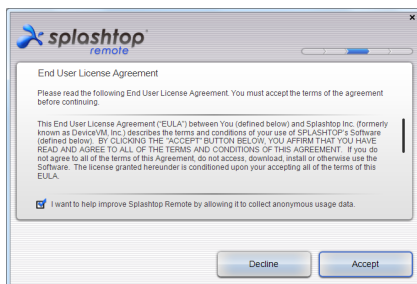 splashtop
remote
End User License Agreement
Please read the following End User License Agreement. You must accept the terms of the agreement
before continuing.
This End User License Agreement ("EULA") between You (defined below) and Splashtop Inc. (formerly
known as DeviceVM, Inc.) describes the terms and conditions of your use of SPLASHTOP's Software
(defined below). BY CLICKING THE "ACCEPT" BUTTON BELOW, YOU AFFIRM THAT YOU HAVE
READ AND AGREE TO ALL OF THE TERMS AND CONDITIONS OF THIS AGREEMENT. If you do
not agree to all of the terms of this Agreement, do not access, download, install or otherwise use the
Software. The license granted hereunder is conditioned upon your accepting all of the terms of this
EULA.
I want to help improve Splashtop Remote by allowing it to collect anonymous usage data.
Decline
Accept